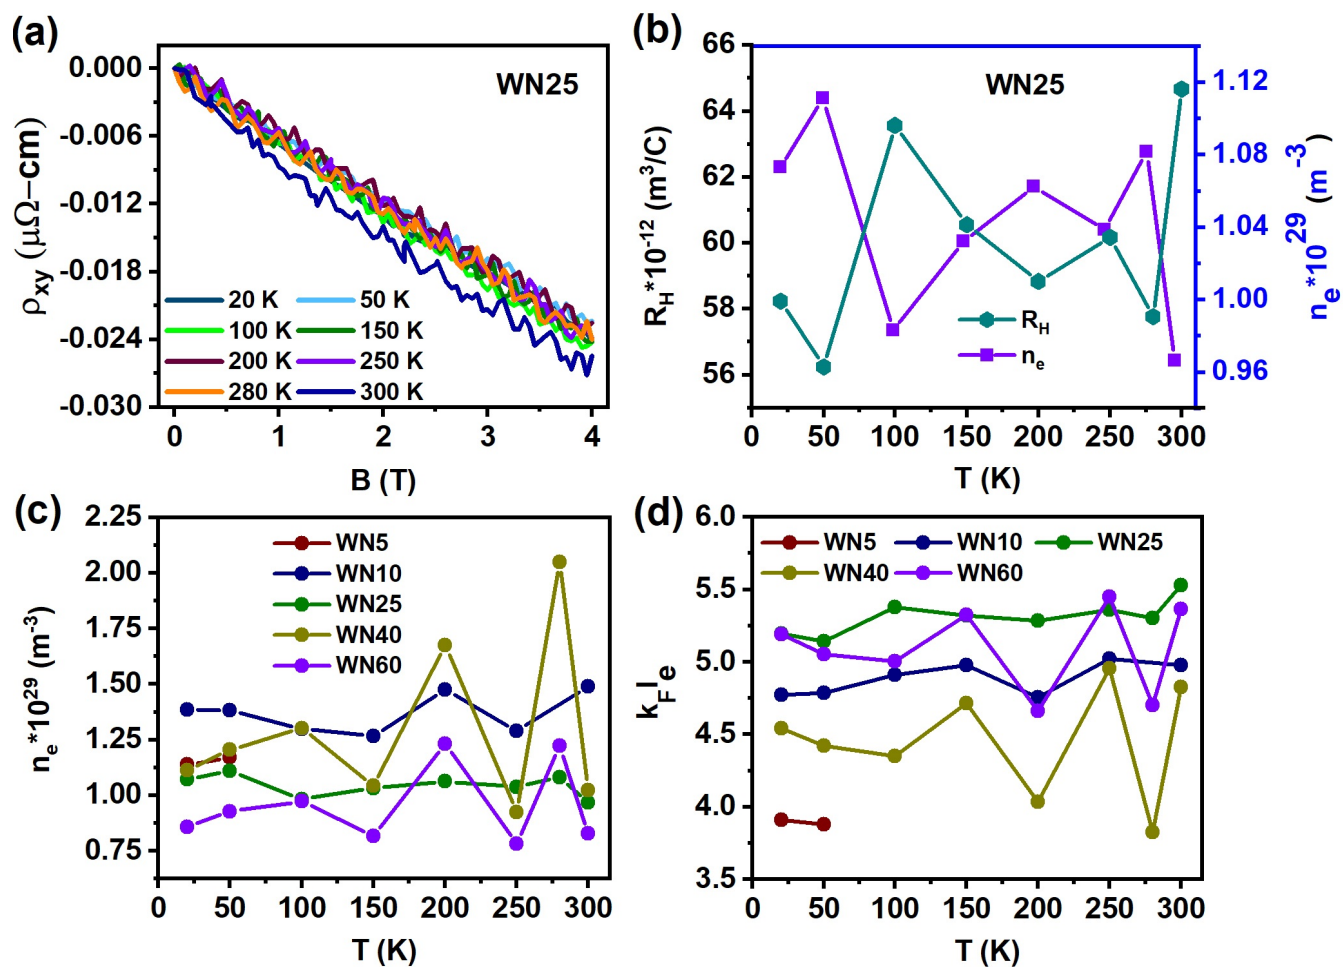 (a)
WN25
0.000
-0.006
-0.012
-0.018
-0.024
-0.030
ρxy (μΩ−cm)
20 K 50 K
100 K 150 K
200 K 250 K
280 K 300 K
0 1 2 3 4
B (T)
(b)
WN25
66
64
62
60
58
56
RH*10-12 (m3/C)
1.12
1.08
1.04
1.00
0.96
ne*1029 (m-3)
RH
ne
0 50 100 150 200 250 300
T (K)
(c)
2.25
2.00
1.75
1.50
1.25
1.00
0.75
ne*1029 (m-3)
WN5
WN10
WN25
WN40
WN60
0 50 100 150 200 250 300
T (K)
(d)
6.0
5.5
5.0
4.5
4.0
3.5
kFle
WN5 WN10 WN25
WN40 WN60
0 50 100 150 200 250 300
T (K)